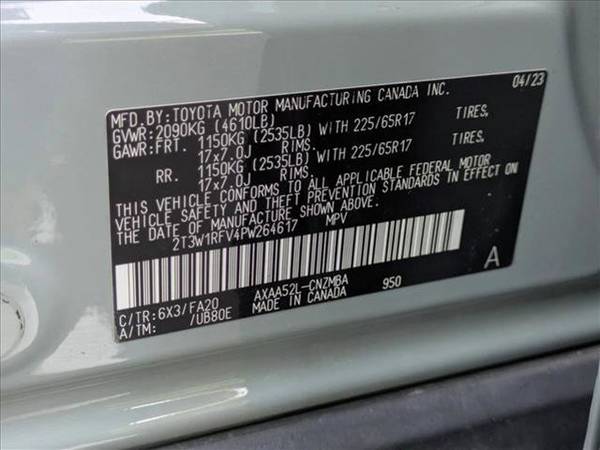 MFD.BY:TOYOTA MOTOR MANUFACTURING CANADA INC. 04/23
GVWR:2090KG (4610LB)
GAWR:FRT. 1150KG (2535LB) WITH 225/65R17 TIRES,
17x7.0J RIMS.
RR. 1150KG (2535LB) WITH 225/65R17 TIRES,
17x7.0J RIMS.
THIS VEHICLE CONFORMS TO ALL APPLICABLE FEDERAL MOTOR
VEHICLE SAFETY AND THEFT PREVENTION STANDARDS IN EFFECT ON
THE DATE OF MANUFACTURE SHOWN ABOVE.
2T3W1RFV4PW264617 MPV
A
C/TR:6X3/FA20 AXAA52L-CNZMBA 950
A/TM: /UB80E MADE IN CANADA